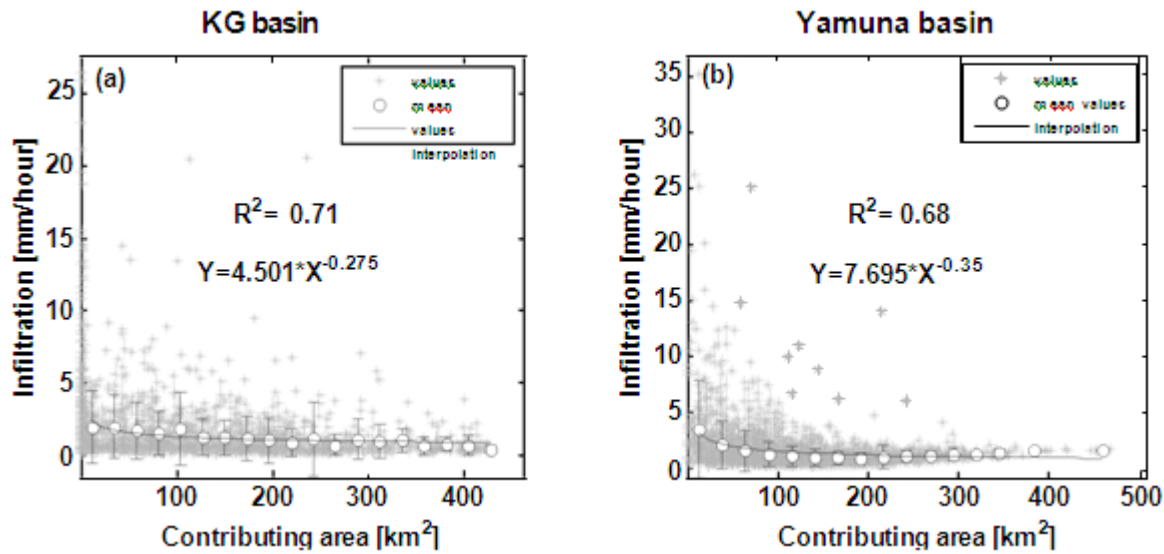 KG basin
(a)
values
mean
values
interpolation
25
20
15
10
5
0
R²= 0.71
Y=4.501*X^-0.275
100
200
300
400
Infiltration [mm/hour]
Contributing area [km²]
Yamuna basin
(b)
values
mean values
interpolation
35
30
25
20
15
10
5
0
R²= 0.68
Y=7.695*X^-0.35
100
200
300
400
500
Infiltration [mm/hour]
Contributing area [km²]